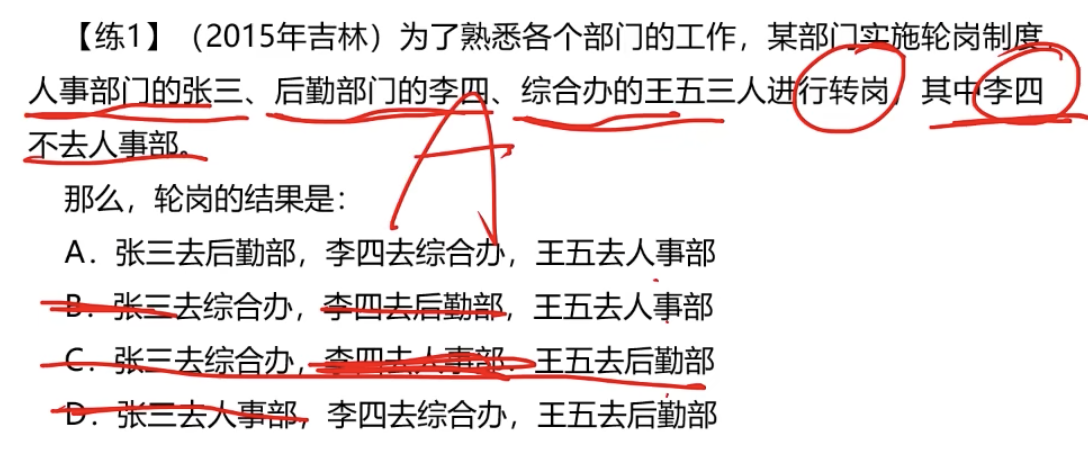 【练1】（2015年吉林）为了熟悉各个部门的工作，某部门实施轮岗制度，
人事部门的张三、后勤部门的李四、综合办的王五三人进行转岗，其中李四
不去人事部。
那么，轮岗的结果是：
A
A．张三去后勤部，李四去综合办，王五去人事部
B．张三去综合办，李四去后勤部，王五去人事部
C．张三去综合办，李四去人事部，王五去后勤部
D．张三去人事部，李四去综合办，王五去后勤部